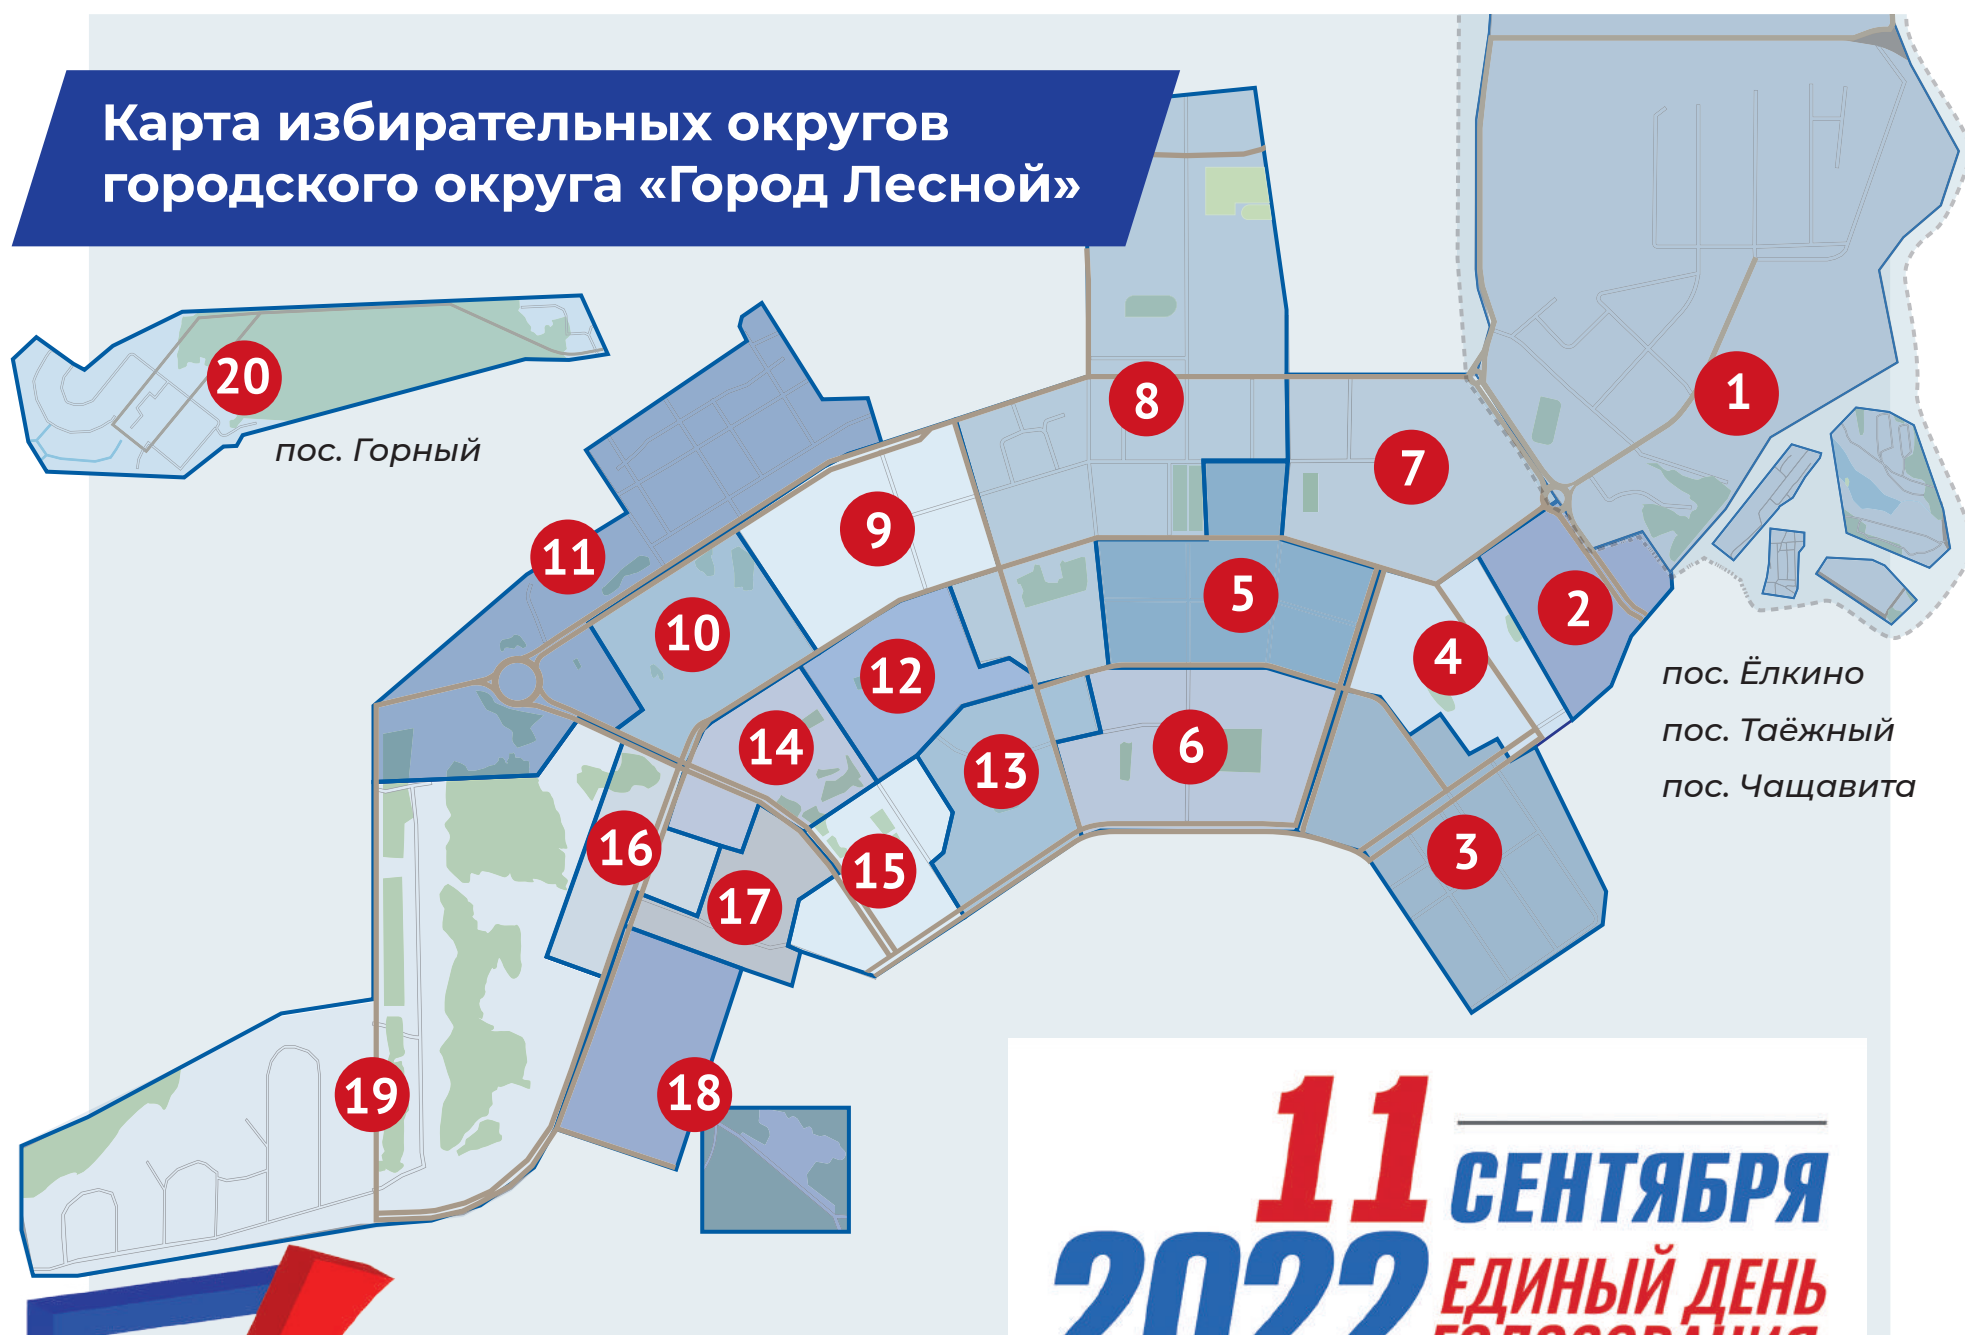 Карта избирательных округов
городского округа «Город Лесной»
20
пос. Горный
8
1
7
9
11
5
2
10
4
12
пос. Ёлкино
14
6
13
пос. Таёжный
пос. Чащавита
16
15
3
17
19
18
11
СЕНТЯБРЯ
2022
ЕДИНЫЙ ДЕНЬ
ГОЛОСОВАНИЯ